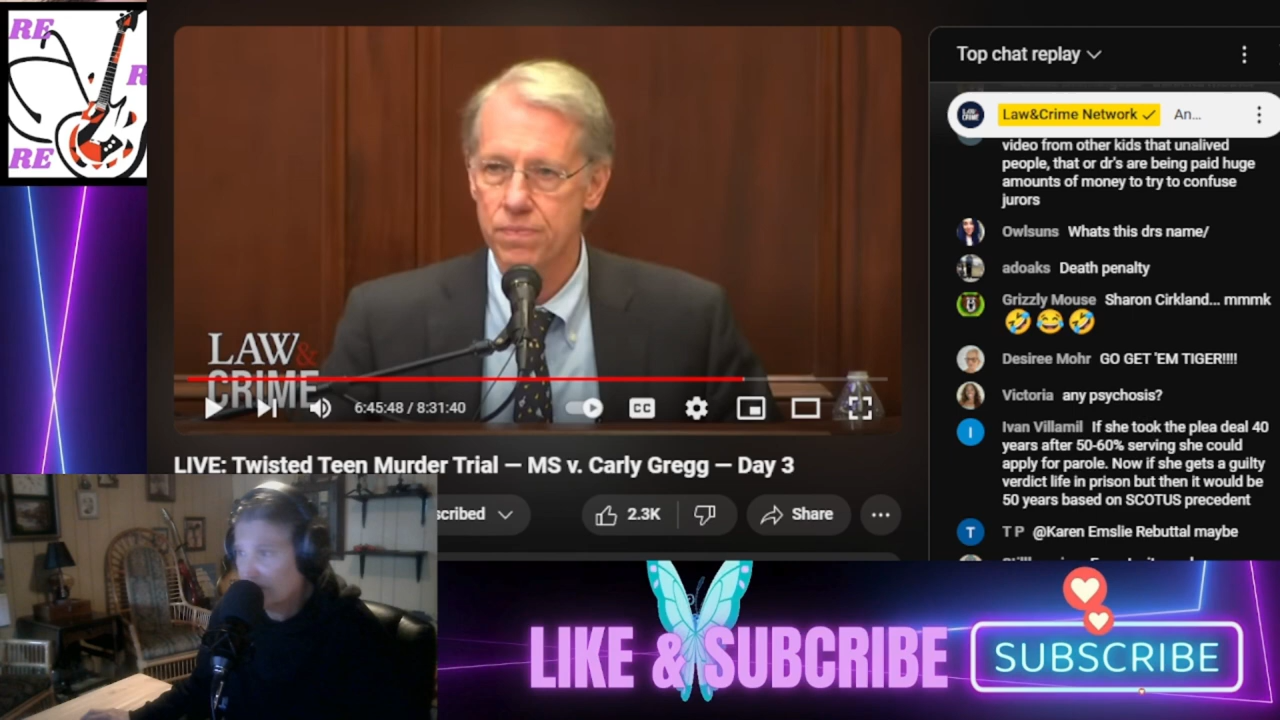 RE
R
RE
Top chat replay
Law&Crime Network
An...
video from other kids that unalived
people, that or dr's are being paid huge
amounts of money to try to confuse
jurors
Owlsuns Whats this drs name/
adoaks Death penalty
Grizzly Mouse Sharon Cirkland... mmmk
Desiree Mohr GO GET 'EM TIGER!!!!
Victoria any psychosis?
Ivan Villamil If she took the plea deal 40
years after 50-60% serving she could
apply for parole. Now if she gets a guilty
verdict life in prison but then it would be
50 years based on SCOTUS precedent
T P @Karen Emslie Rebuttal maybe
LAW&
CRIME
6:45:48 / 8:31:40
CC
LIVE: Twisted Teen Murder Trial — MS v. Carly Gregg — Day 3
scribed
2.3K
Share
LIKE & SUBCRIBE
SUBSCRIBE